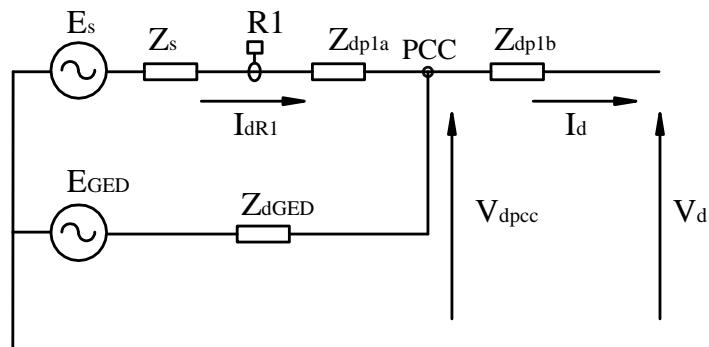 Es
Zs
R1
Zdp1a
PCC
Zdp1b
IdR1
Id
EGED
ZdGED
Vdpcc
Vd